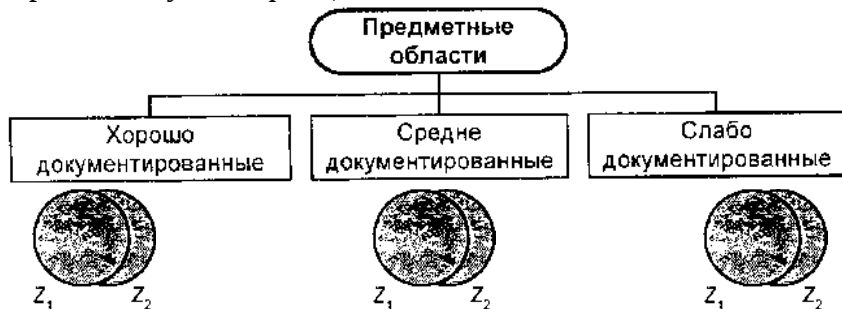 Предметные
области
Хорошо
документированные
Средне
документированные
Слабо
документированные
Z1 Z2 Z1 Z2 Z1 Z2